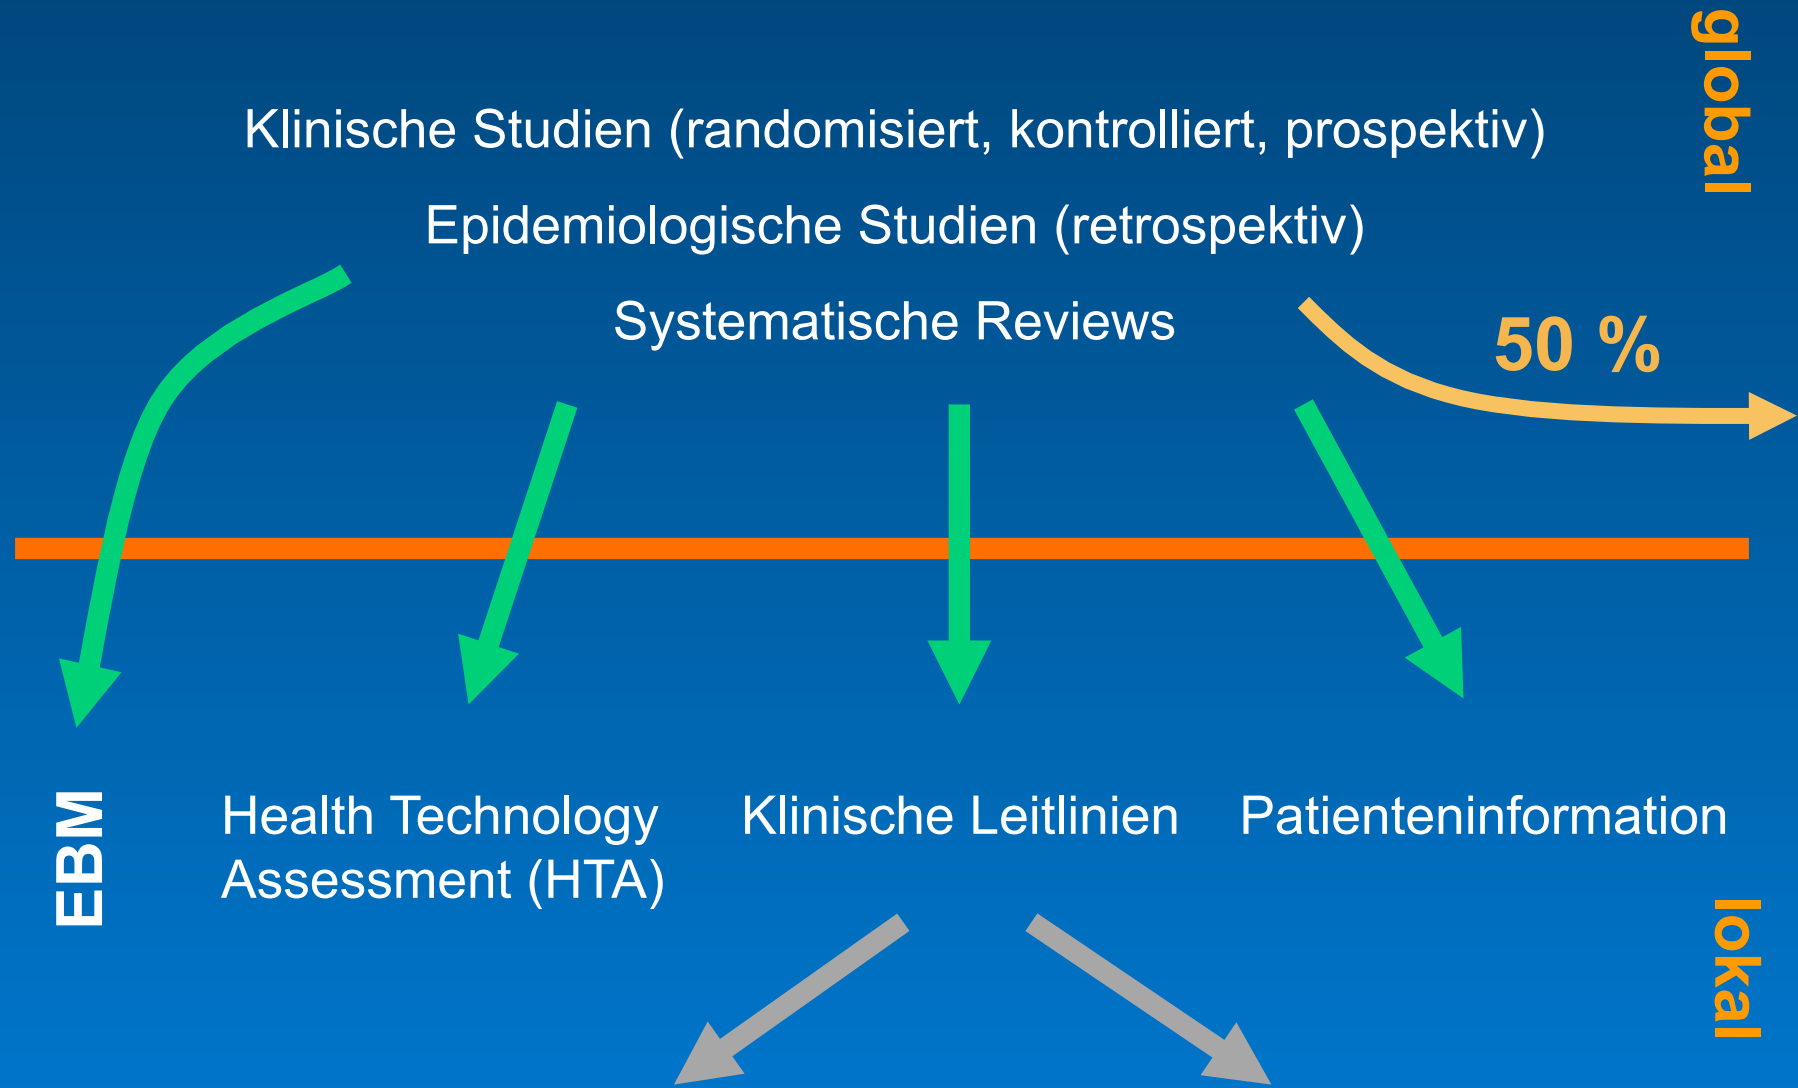 global
Klinische Studien (randomisiert, kontrolliert, prospektiv)
Epidemiologische Studien (retrospektiv)
Systematische Reviews
50 %
EBM
Health Technology
Assessment (HTA)
Klinische Leitlinien
Patienteninformation
lokal